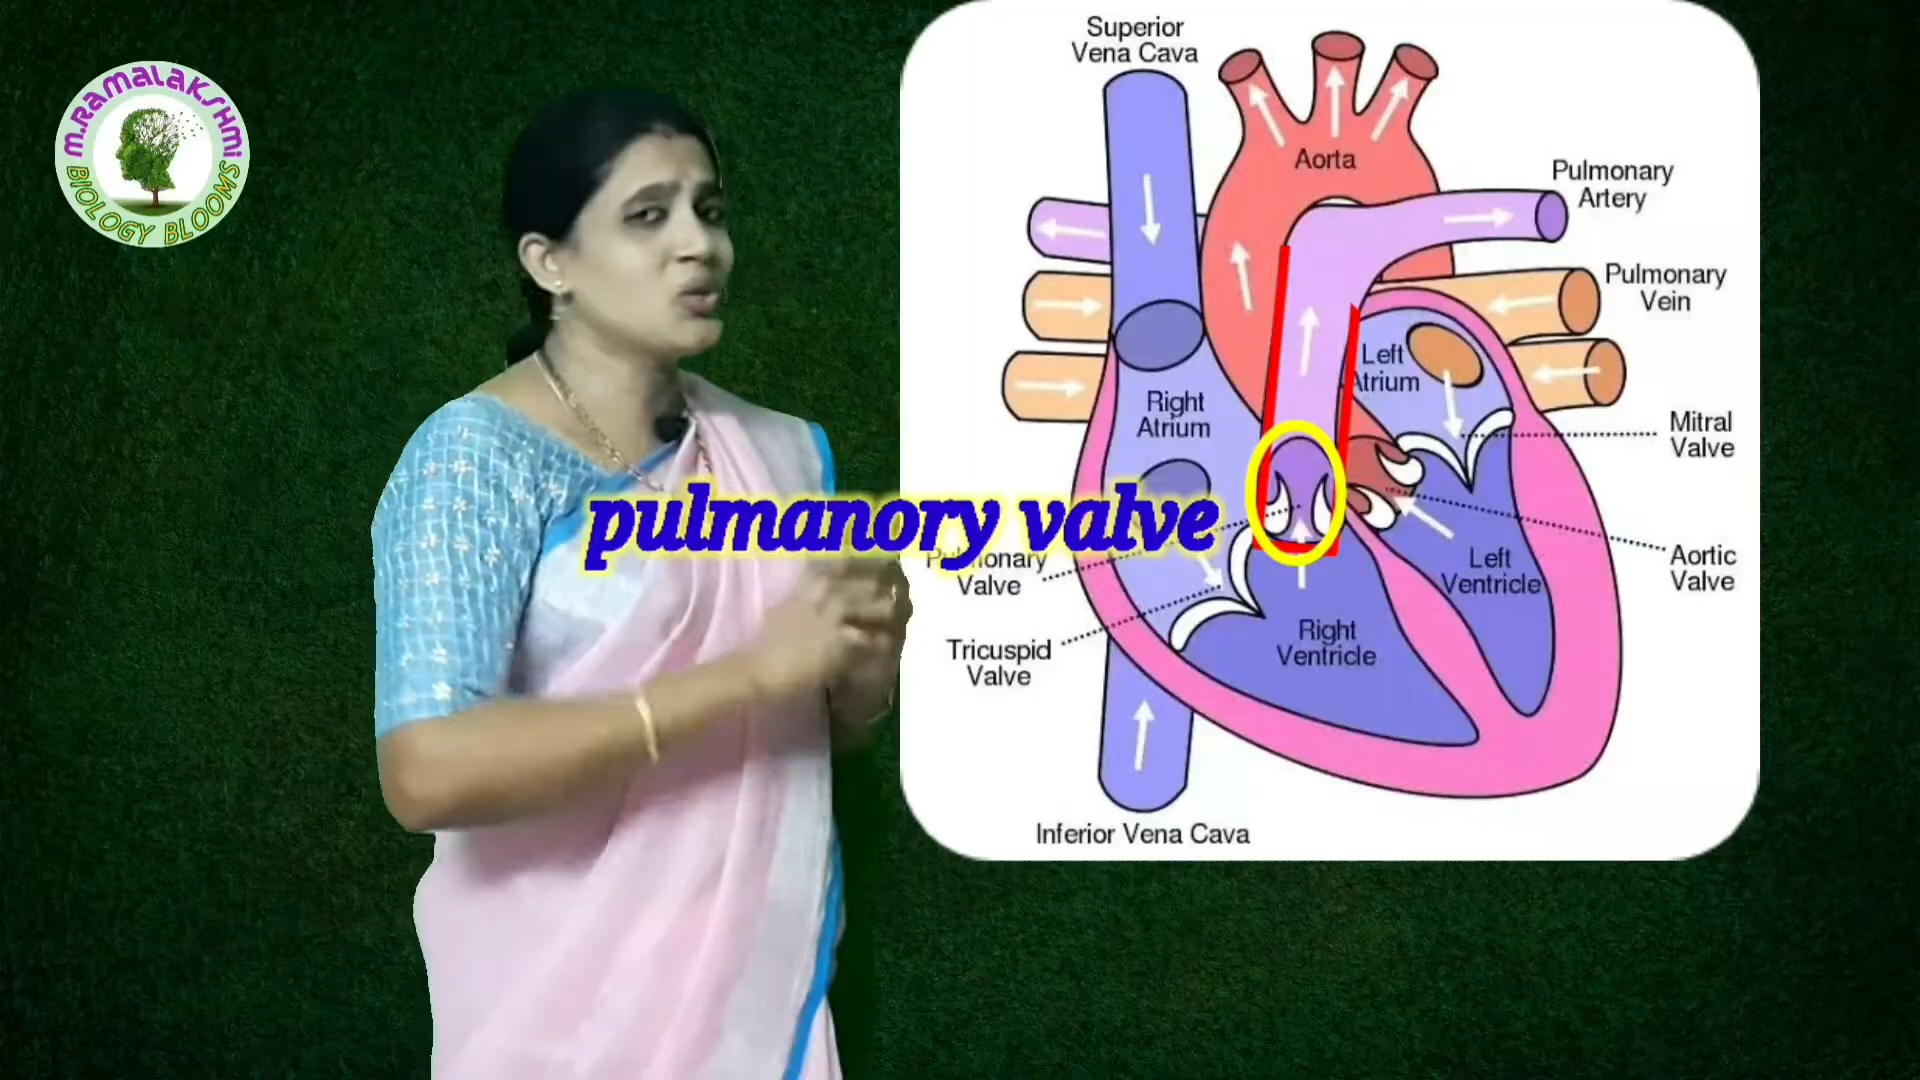 M.RAMALAKSHMI
BIOLOGY BLOOMS
Superior
Vena Cava
Aorta
Pulmonary
Artery
Pulmonary
Vein
Left
Atrium
Right
Atrium
Mitral
Valve
pulmanory valve
Pulmonary
Valve
Left
Ventricle
Aortic
Valve
Right
Ventricle
Tricuspid
Valve
Inferior Vena Cava